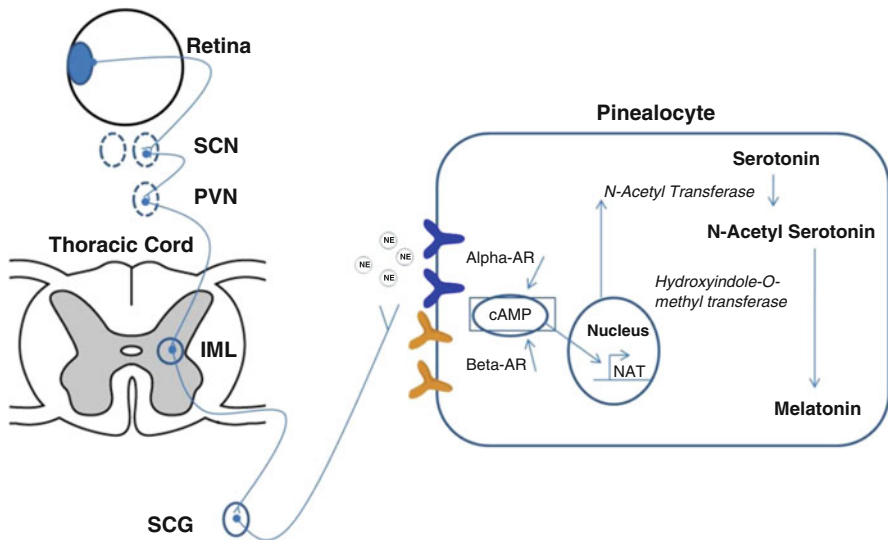 Retina
SCN
PVN
Thoracic Cord
IML
SCG
NE
NE
NE
NE
Pinealocyte
Serotonin
N-Acetyl Transferase
N-Acetyl Serotonin
Alpha-AR
Hydroxyindole-O-
methyl transferase
cAMP
Nucleus
Beta-AR
NAT
Melatonin